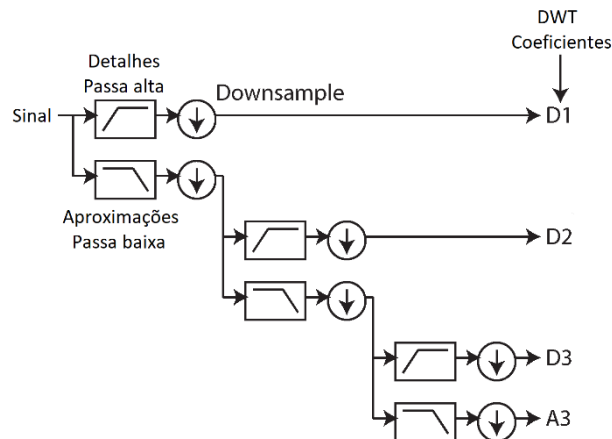 DWT
Coeficientes
Detalhes
Passa alta
Downsample
Sinal
D1
Aproximações
Passa baixa
D2
D3
A3